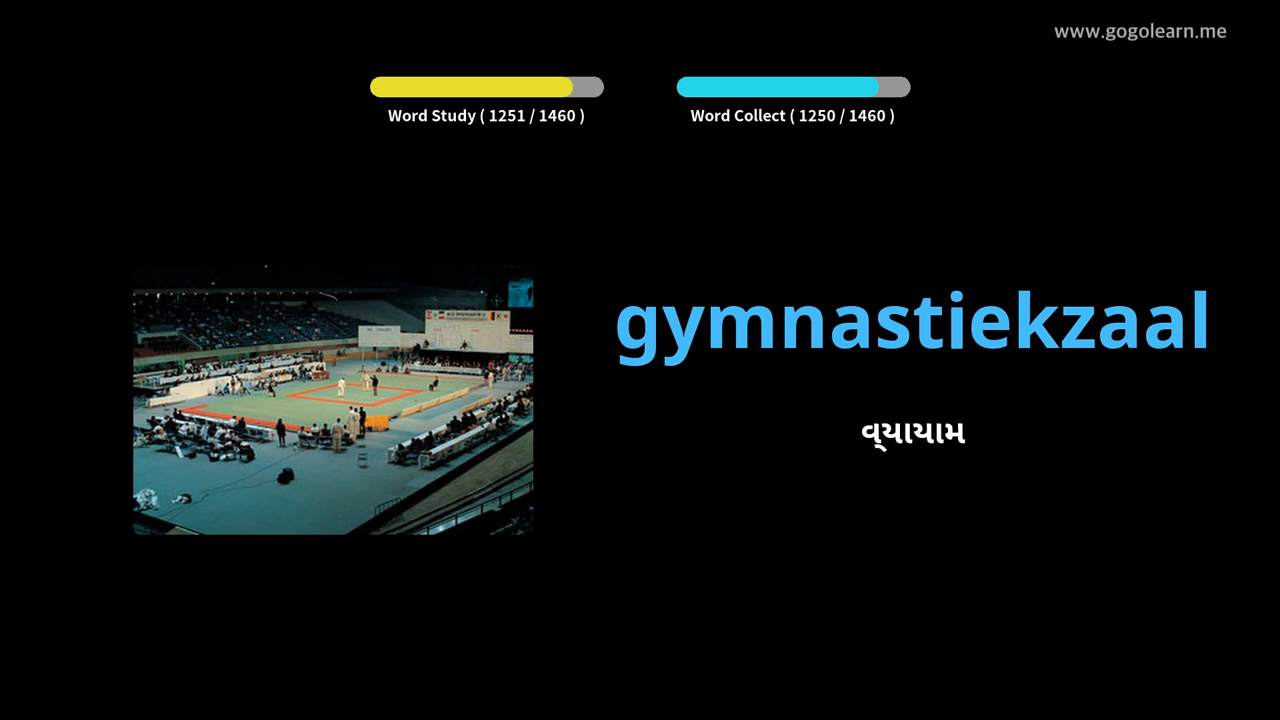 www.gogolearn.me
Word Study ( 1251 / 1460 )
Word Collect ( 1250 / 1460 )
gymnastiekzaal
વ્યાયામ